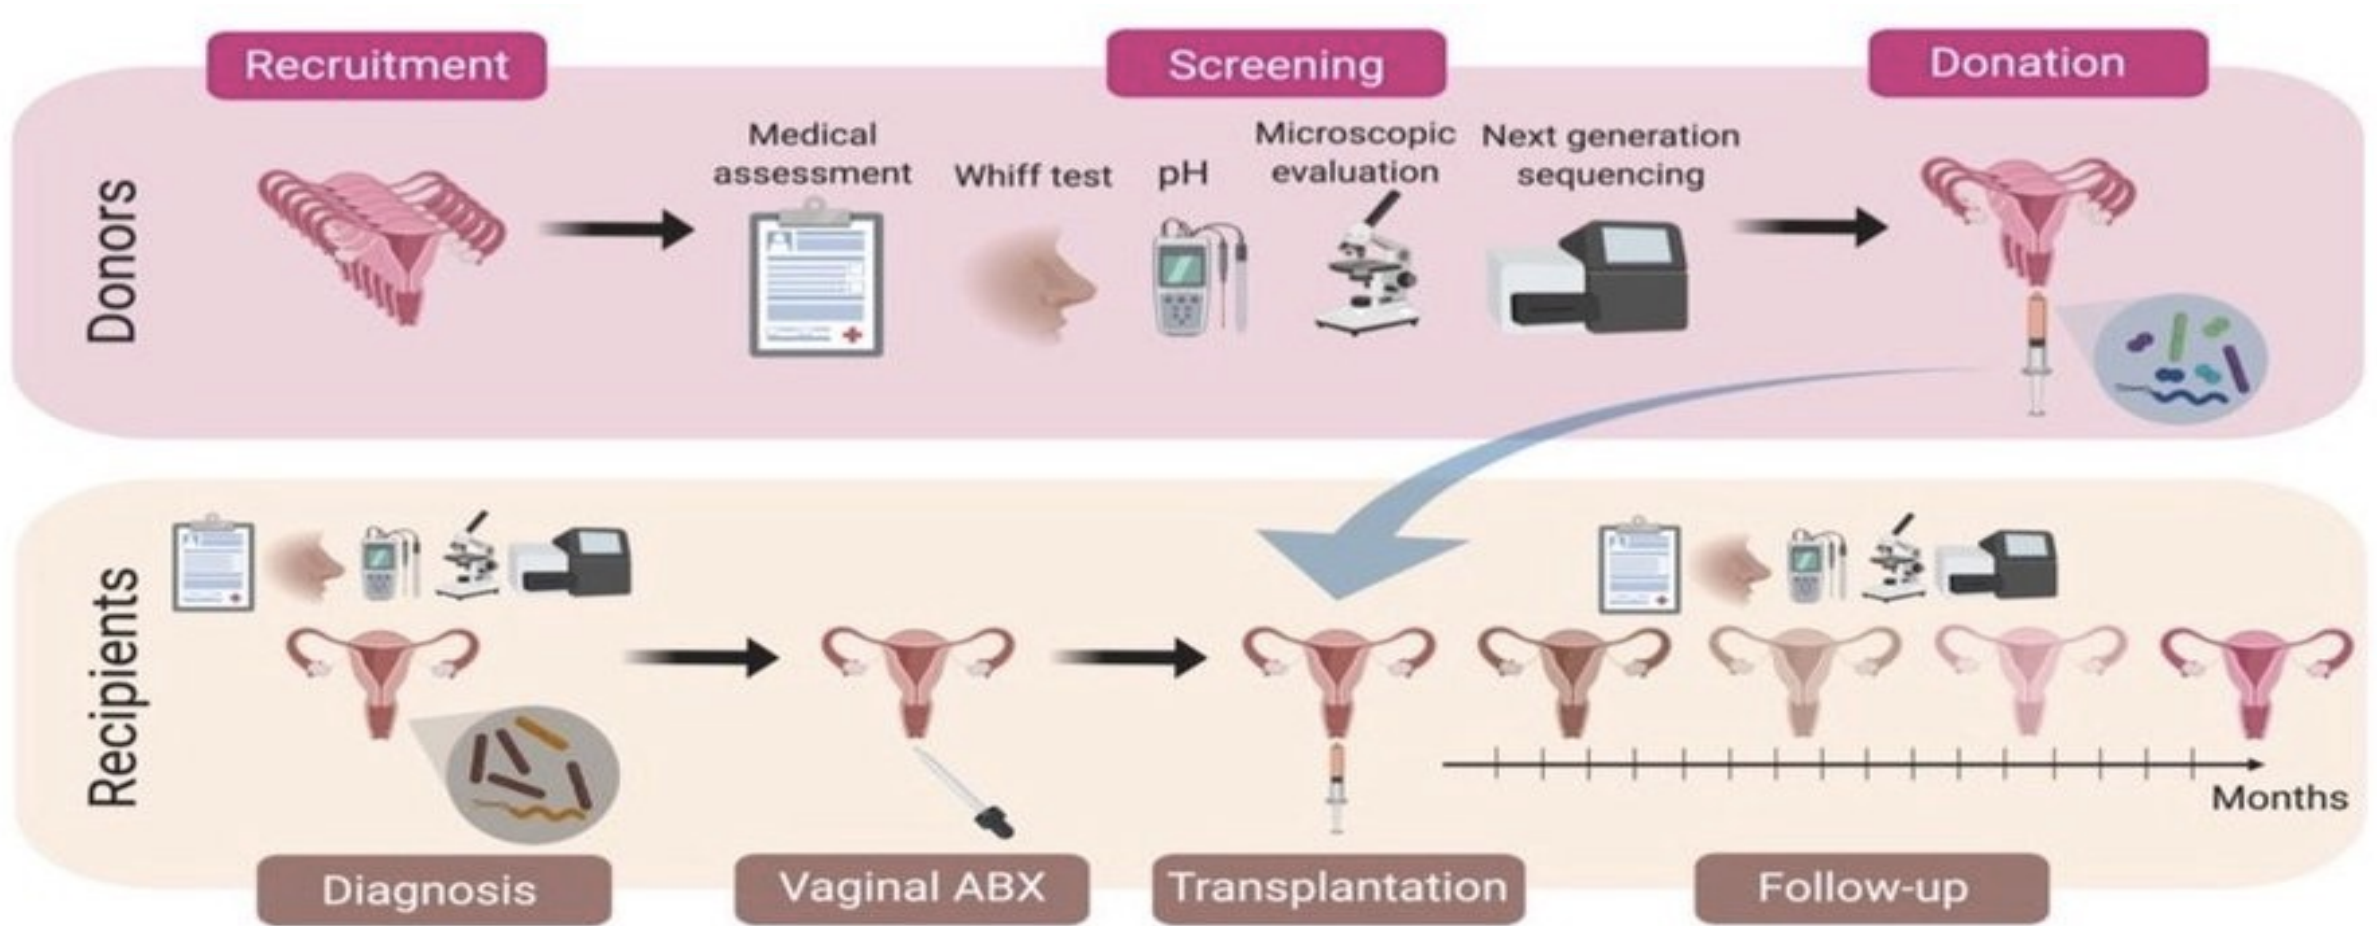 Recruitment
Screening
Donation
Donors
Medical
assessment
Whiff test
pH
Microscopic
evaluation
Next generation
sequencing
Recipients
Months
Diagnosis
Vaginal ABX
Transplantation
Follow-up